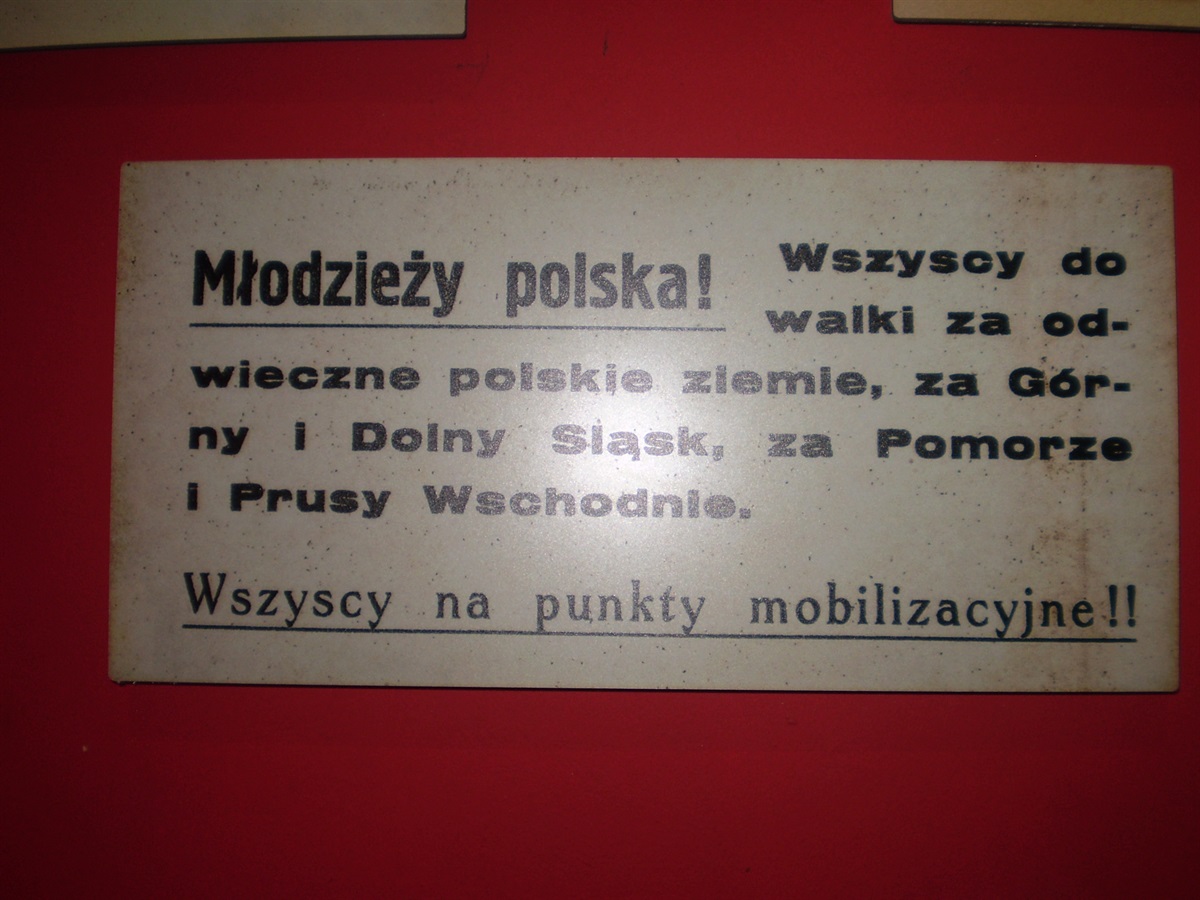 Młodzieży polska!
Wszyscy do
walki za od-
wieczne polskie ziemie, za Gór-
ny i Dolny Sląsk, za Pomorze
i Prusy Wschodnie.
Wszyscy na punkty mobilizacyjne!!